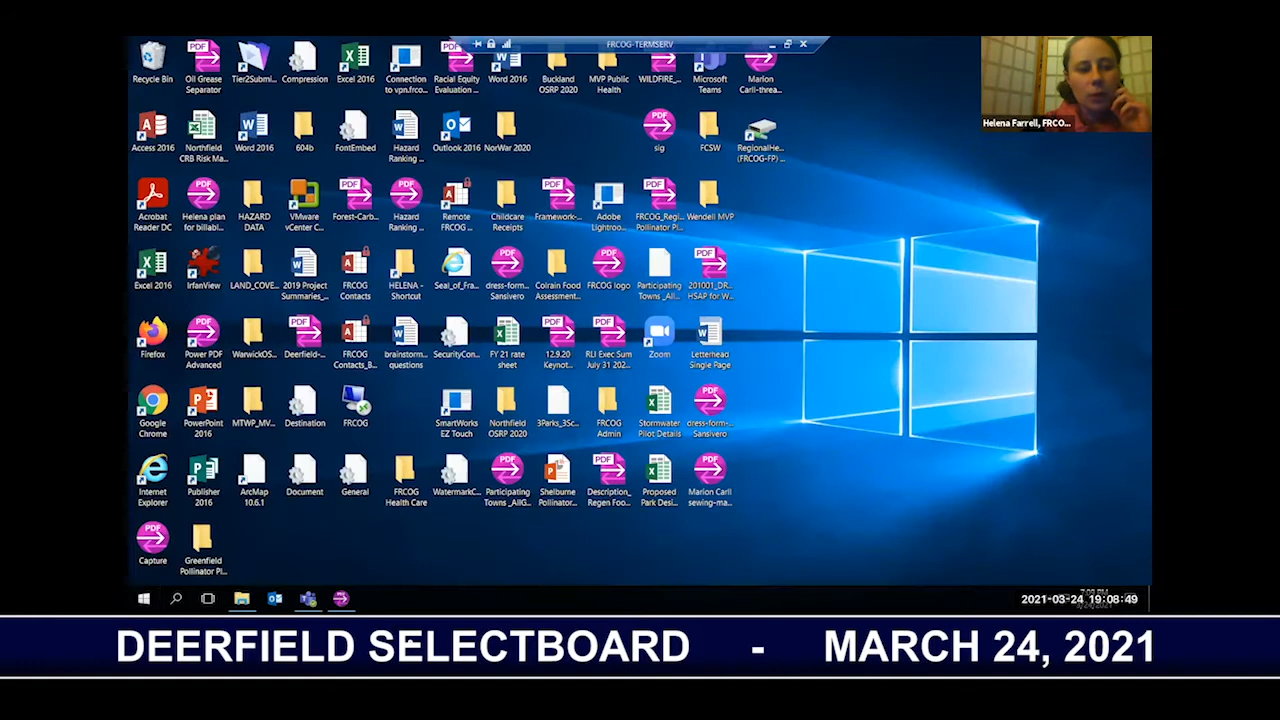 FRCOG-TERMSERV
Recycle Bin
Oil Grease
Separator
Tier2Submi...
Compression
Excel 2016
Connection
to vpn.frco...
Racial Equity
Evaluation ...
Word 2016
Buckland
OSRP 2020
MVP Public
Health
WILDFIRE_...
Microsoft
Teams
Marion
Carll-threa...
Helena Farrell, FRCO...
Access 2016
Northfield
CRB Risk Ma...
Word 2016
604b
FontEmbed
Hazard
Ranking ...
Outlook 2016
NorWar 2020
sig
FCSW
RegionalHe...
(FRCOG-FP) ...
Acrobat
Reader DC
Helena plan
for billabl...
HAZARD
DATA
VMware
vCenter C...
Forest-Carb...
Hazard
Ranking ...
Remote
FRCOG ...
Childcare
Receipts
Framework-...
Adobe
Lightroo...
FRCOG_Regi...
Pollinator Pl...
Wendell MVP
Excel 2016
IrfanView
LAND_COVE...
2019 Project
Summaries_...
FRCOG
Contacts
HELENA -
Shortcut
Seal_of_Fra...
dress-form...
Sansivero
Colrain Food
Assessment...
FRCOG logo
Participating
Towns _AllG...
201001_DR...
HSAP for W...
Firefox
Power PDF
Advanced
WarwickOS...
Deerfield-...
FRCOG
Contacts_B...
brainstorm...
questions
SecurityCon...
FY 21 rate
sheet
12.9.20
Keynot...
RLI Exec Sum
July 31 202...
Zoom
Letterhead
Single Page
Google
Chrome
PowerPoint
2016
MTWP_MV...
Destination
FRCOG
SmartWorks
EZ Touch
Northfield
OSRP 2020
3Parks_3Sc...
FRCOG
Admin
Stormwater
Pilot Details
dress-form-...
Sansivero
Internet
Explorer
Publisher
2016
ArcMap
10.6.1
Document
General
FRCOG
Health Care
WatermarkC...
Participating
Towns _AllG...
Shelburne
Pollinator...
Description_
Regen Foo...
Proposed
Park Desi...
Marion Carll
sewing-ma...
Capture
Greenfield
Pollinator Pl...
2021-03-24 19:08:49
DEERFIELD SELECTBOARD - MARCH 24, 2021